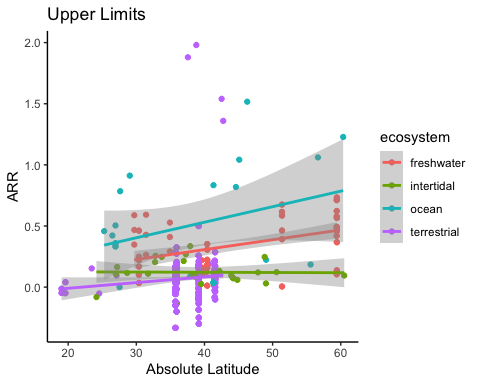 Upper Limits
2.0
1.5
1.0
0.5
0.0
ARR
20 30 40 50 60
Absolute Latitude
ecosystem
freshwater
intertidal
ocean
terrestrial